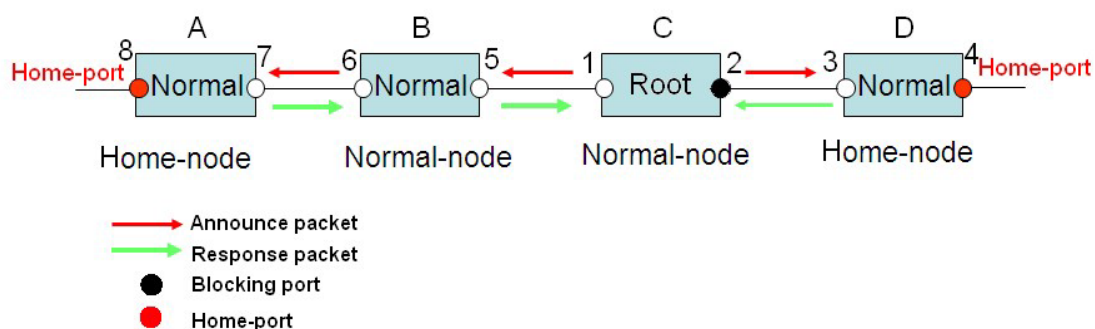 A B C D
8 7 6 5 1 2 3 4
Home-port Normal Normal Root Normal Home-port
Home-node Normal-node Normal-node Home-node
Announce packet
Response packet
Blocking port
Home-port